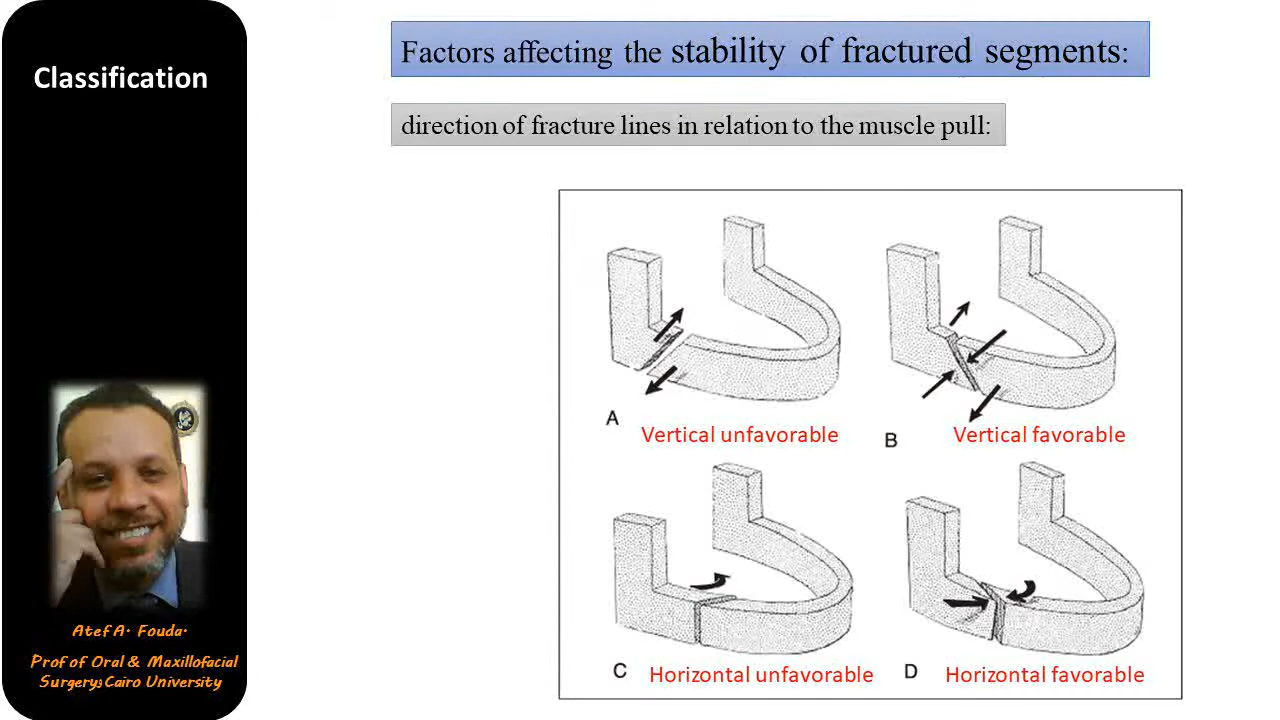 Classification
Factors affecting the stability of fractured segments:
direction of fracture lines in relation to the muscle pull:
A
Vertical unfavorable
B
Vertical favorable
C
Horizontal unfavorable
D
Horizontal favorable
Atef A. Fouda.
Prof of Oral & Maxillofacial
Surgery; Cairo University